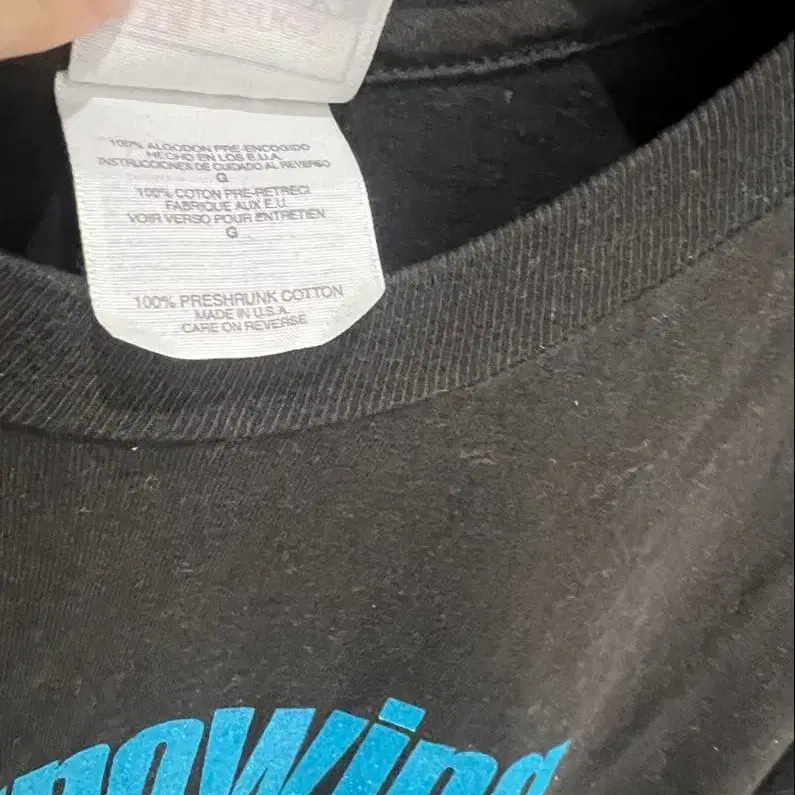 100% ALGODON PRE-ENCOGIDO
HECHO EN LOS E.U.A.
INSTRUCCIONES DE CUIDADO AL REVERSO
G
100% COTON PRE-RETRECI
FABRIQUE AUX E.U.
VOIR VERSO POUR ENTRETIEN
G
100% PRESHRUNK COTTON
MADE IN U.S.A.
CARE ON REVERSE